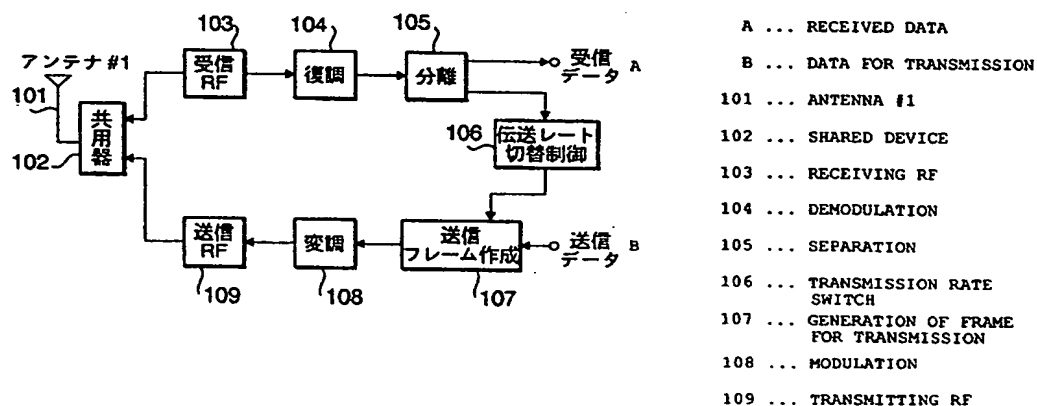 アンテナ #1
101
共用器
102
103
受信
RF
104
復調
105
分離
受信
データ
A
106
伝送レート
切替制御
送信
RF
109
変調
108
送信
フレーム作成
107
送信
データ
B
A ... RECEIVED DATA
B ... DATA FOR TRANSMISSION
101 ... ANTENNA #1
102 ... SHARED DEVICE
103 ... RECEIVING RF
104 ... DEMODULATION
105 ... SEPARATION
106 ... TRANSMISSION RATE
SWITCH
107 ... GENERATION OF FRAME
FOR TRANSMISSION
108 ... MODULATION
109 ... TRANSMITTING RF